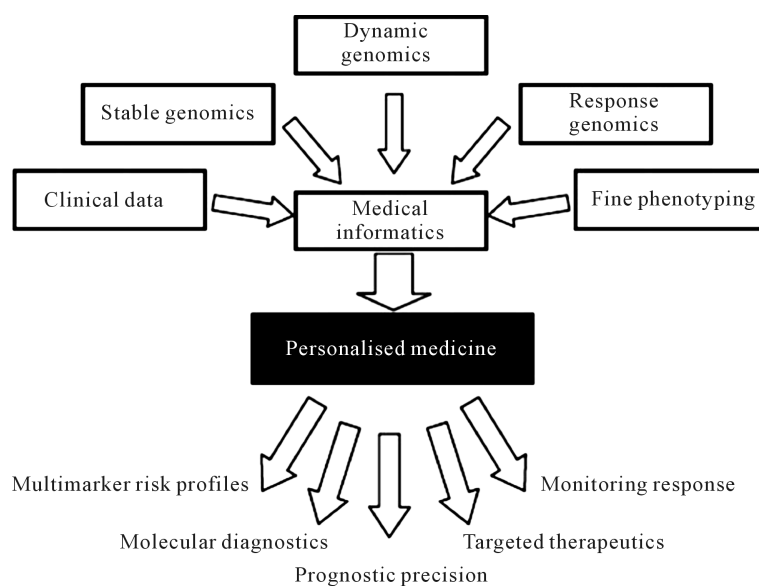 Dynamic
genomics
Stable genomics
Response
genomics
Clinical data
Medical
informatics
Fine phenotyping
Personalised medicine
Multimarker risk profiles
Monitoring response
Molecular diagnostics
Targeted therapeutics
Prognostic precision